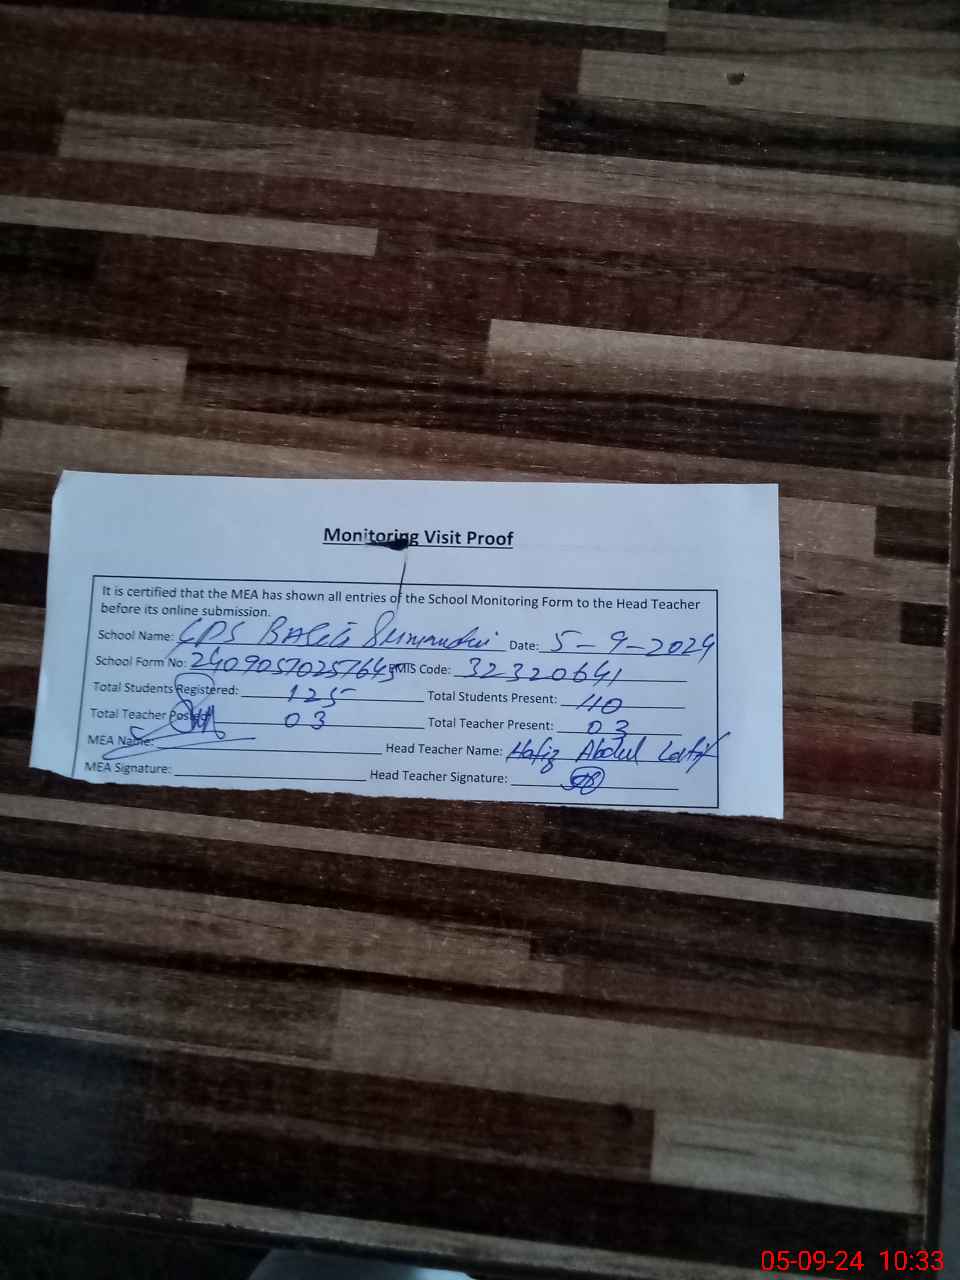 Monitoring Visit Proof
It is certified that the MEA has shown all entries of the School Monitoring Form to the Head Teacher
before its online submission.
School Name: GPS Basti Date: 5-9-2024
School Form No: EMIS Code: 32320641
Total Students Registered: 125 Total Students Present: 110
Total Teacher Posted: 03 Total Teacher Present: 03
MEA Name: Head Teacher Name: Hafiz Abdul Latif
MEA Signature: Head Teacher Signature:
05-09-24 10:33